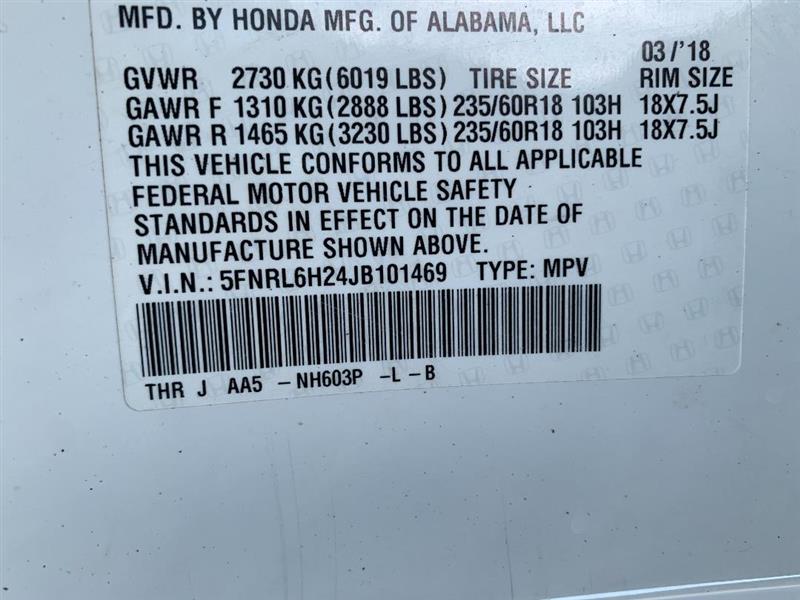 MFD. BY HONDA MFG. OF ALABAMA, LLC
03/'18
GVWR 2730 KG(6019 LBS) TIRE SIZE RIM SIZE
GAWR F 1310 KG(2888 LBS) 235/60R18 103H 18X7.5J
GAWR R 1465 KG(3230 LBS) 235/60R18 103H 18X7.5J
THIS VEHICLE CONFORMS TO ALL APPLICABLE
FEDERAL MOTOR VEHICLE SAFETY
STANDARDS IN EFFECT ON THE DATE OF
MANUFACTURE SHOWN ABOVE.
V.I.N.: 5FNRL6H24JB101469 TYPE: MPV
THR J AA5 -NH603P -L-B